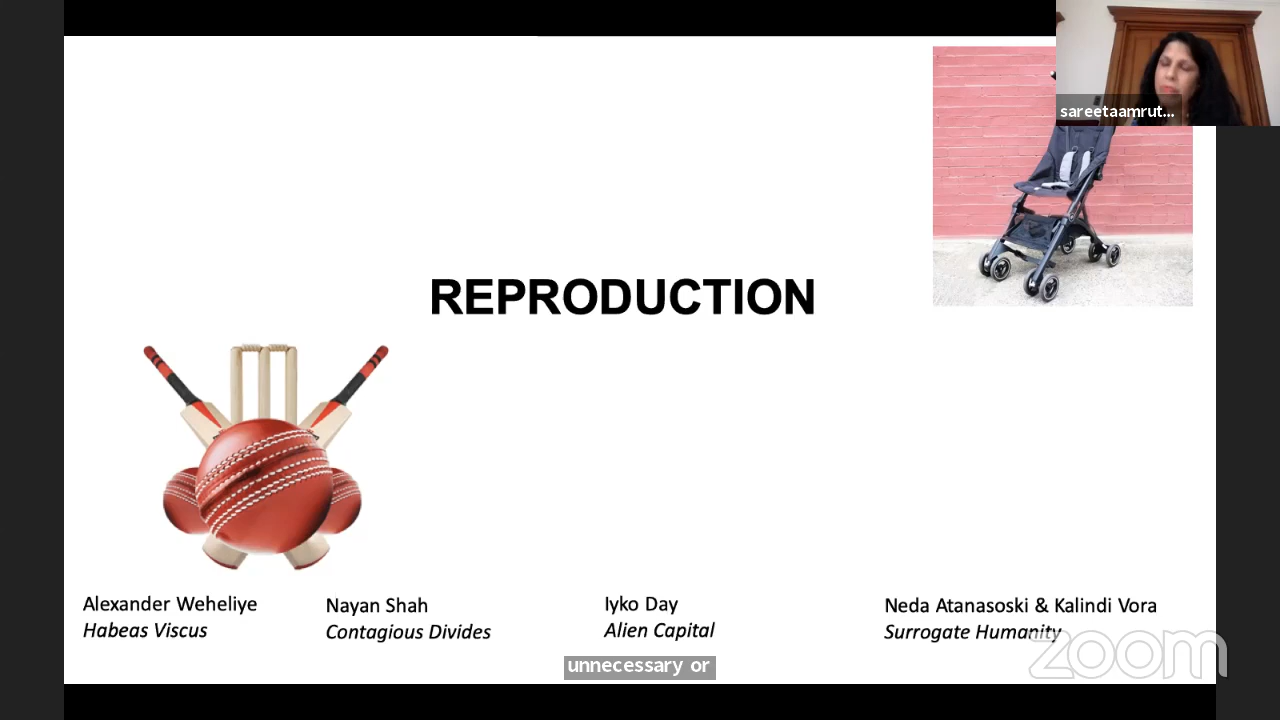 sareetaamrut...
REPRODUCTION
Alexander Weheliye
Habeas Viscus
Nayan Shah
Contagious Divides
Iyko Day
Alien Capital
Neda Atanasoski & Kalindi Vora
Surrogate Humanity
unnecessary or
zoom